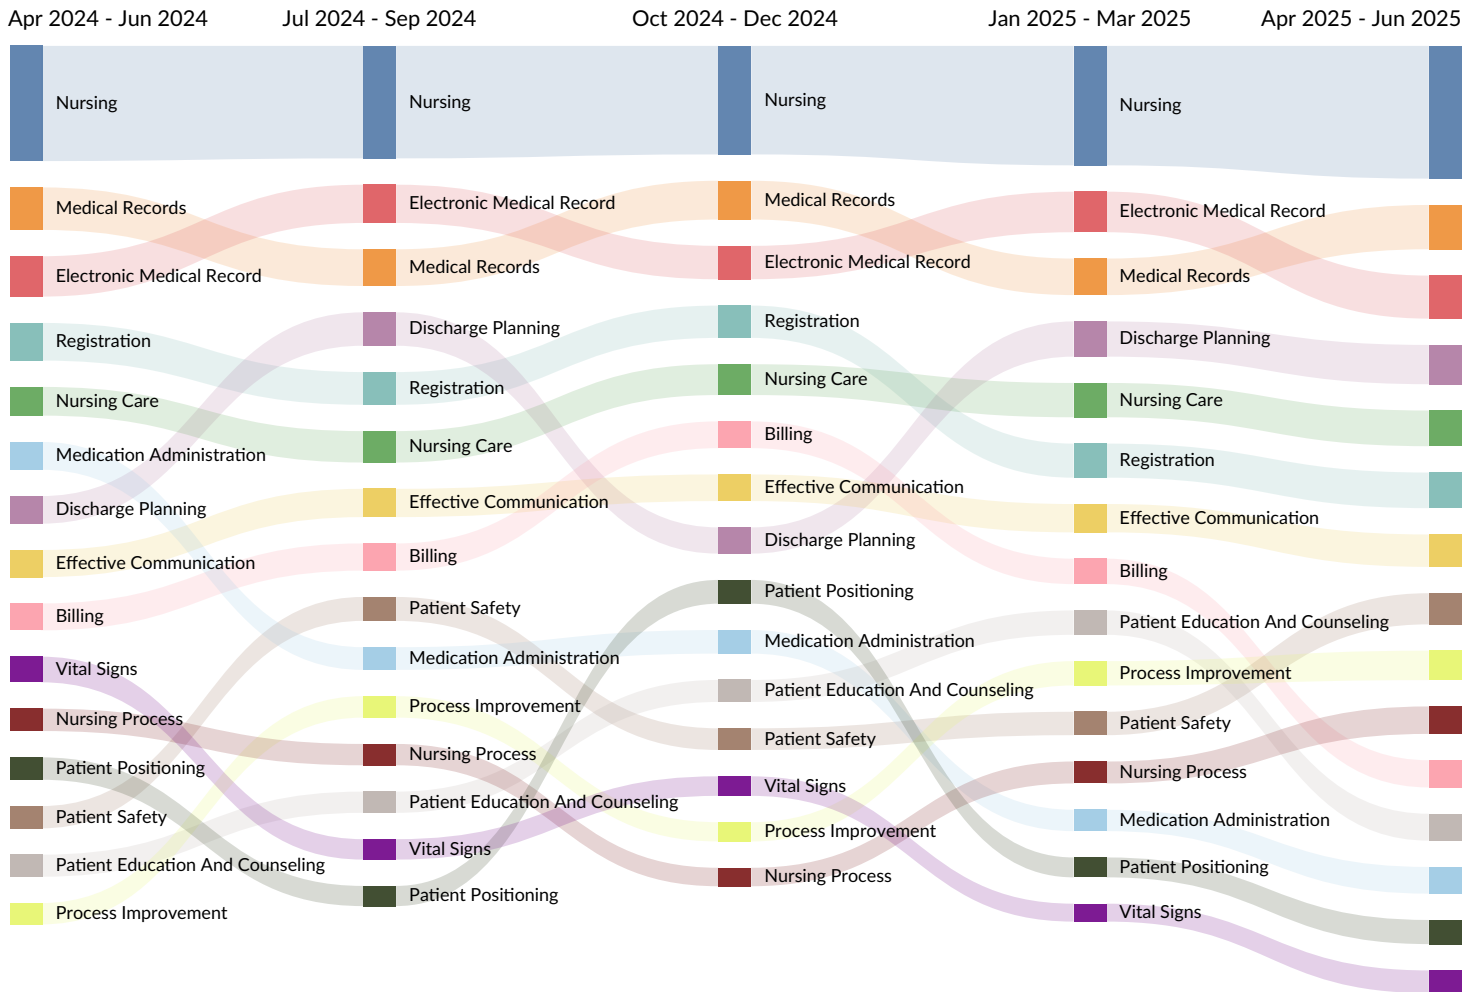 Apr 2024 - Jun 2024
Jul 2024 - Sep 2024
Oct 2024 - Dec 2024
Jan 2025 - Mar 2025
Apr 2025 - Jun 2025
Nursing
Medical Records
Electronic Medical Record
Registration
Nursing Care
Medication Administration
Discharge Planning
Effective Communication
Billing
Vital Signs
Nursing Process
Patient Positioning
Patient Safety
Patient Education And Counseling
Process Improvement
Nursing
Electronic Medical Record
Medical Records
Discharge Planning
Registration
Nursing Care
Effective Communication
Billing
Patient Safety
Medication Administration
Process Improvement
Nursing Process
Patient Education And Counseling
Vital Signs
Patient Positioning
Nursing
Medical Records
Electronic Medical Record
Registration
Nursing Care
Billing
Effective Communication
Discharge Planning
Patient Positioning
Medication Administration
Patient Education And Counseling
Patient Safety
Vital Signs
Process Improvement
Nursing Process
Nursing
Electronic Medical Record
Medical Records
Discharge Planning
Nursing Care
Registration
Effective Communication
Billing
Patient Education And Counseling
Process Improvement
Patient Safety
Nursing Process
Medication Administration
Patient Positioning
Vital Signs